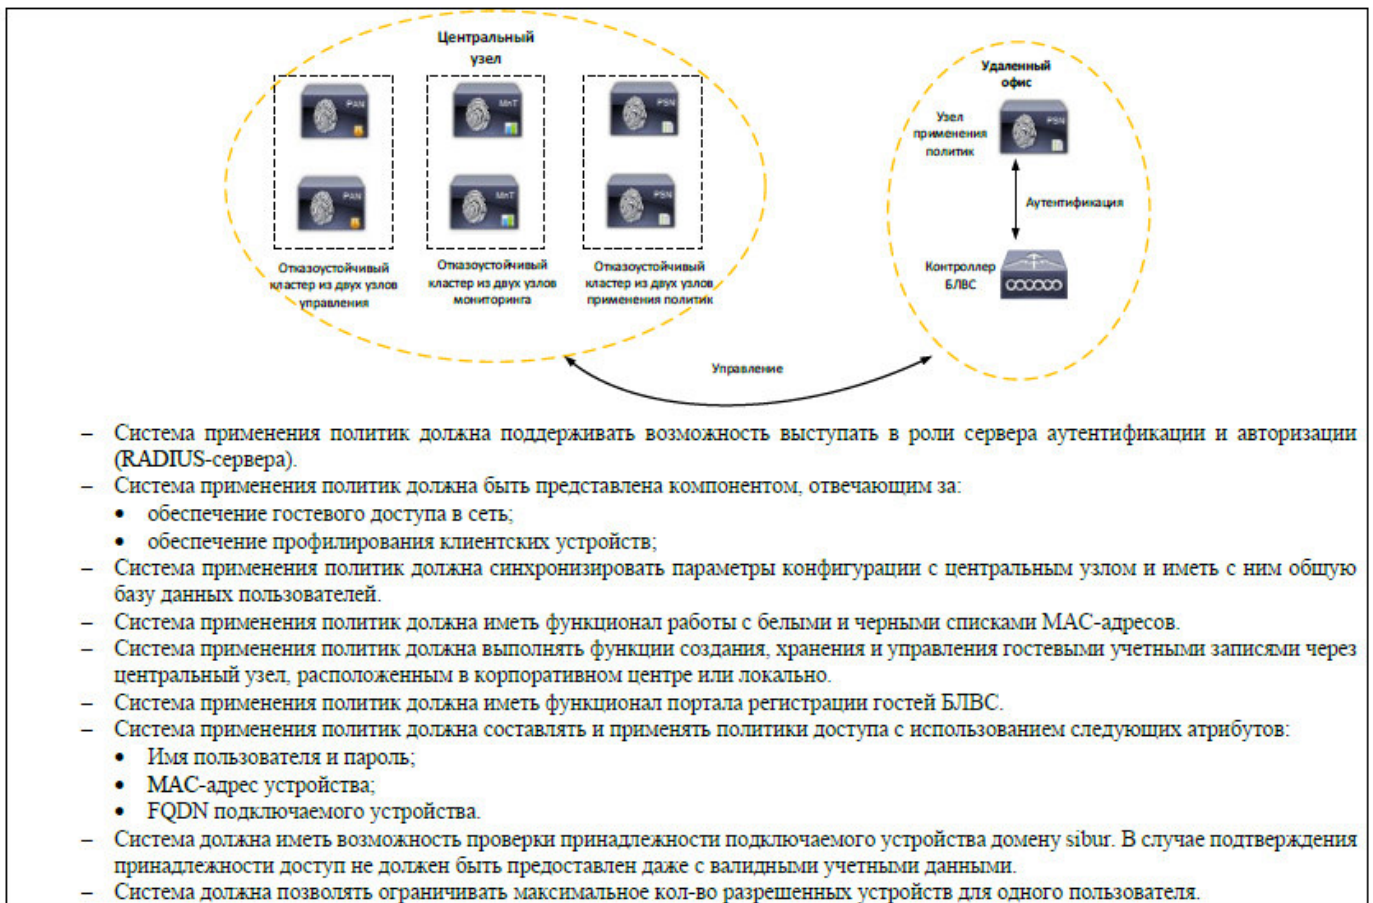 Центральный
узел
Удаленный
офис
PAN
MnT
PSN
Узел
применения
политик
PSN
PAN
MnT
PSN
Аутентификация
Отказоустойчивый
кластер из двух узлов
управления
Отказоустойчивый
кластер из двух узлов
мониторинга
Отказоустойчивый
кластер из двух узлов
применения политик
Контроллер
БЛВС
Управление
– Система применения политик должна поддерживать возможность выступать в роли сервера аутентификации и авторизации
(RADIUS-сервера).
– Система применения политик должна быть представлена компонентом, отвечающим за:
• обеспечение гостевого доступа в сеть;
• обеспечение профилирования клиентских устройств;
– Система применения политик должна синхронизировать параметры конфигурации с центральным узлом и иметь с ним общую
базу данных пользователей.
– Система применения политик должна иметь функционал работы с белыми и черными списками MAC-адресов.
– Система применения политик должна выполнять функции создания, хранения и управления гостевыми учетными записями через
центральный узел, расположенным в корпоративном центре или локально.
– Система применения политик должна иметь функционал портала регистрации гостей БЛВС.
– Система применения политик должна составлять и применять политики доступа с использованием следующих атрибутов:
• Имя пользователя и пароль;
• MAC-адрес устройства;
• FQDN подключаемого устройства.
– Система должна иметь возможность проверки принадлежности подключаемого устройства домену sibur. В случае подтверждения
принадлежности доступ не должен быть предоставлен даже с валидными учетными данными.
– Система должна позволять ограничивать максимальное кол-во разрешенных устройств для одного пользователя.